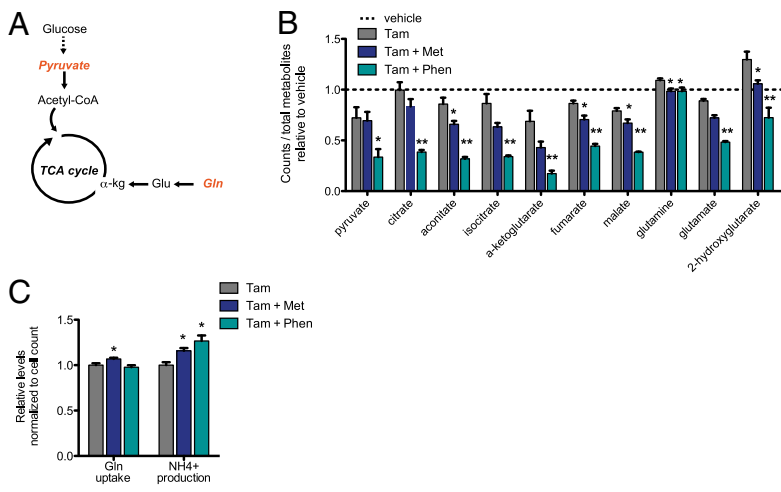 A
Glucose
Pyruvate
Acetyl-CoA
TCA cycle
α-kg
Glu
Gln
B
vehicle
Tam
Tam + Met
Tam + Phen
Counts / total metabolites
relative to vehicle
1.5
1.0
0.5
0.0
*
*
**
**
*
**
**
**
*
**
*
**
* *
**
*
**
pyruvate
citrate
aconitate
isocitrate
a-ketoglutarate
fumarate
malate
glutamine
glutamate
2-hydroxyglutarate
C
Tam
Tam + Met
Tam + Phen
Relative levels
normalized to cell count
1.5
1.0
0.5
0.0
*
*
*
Gln
uptake
NH4+
production